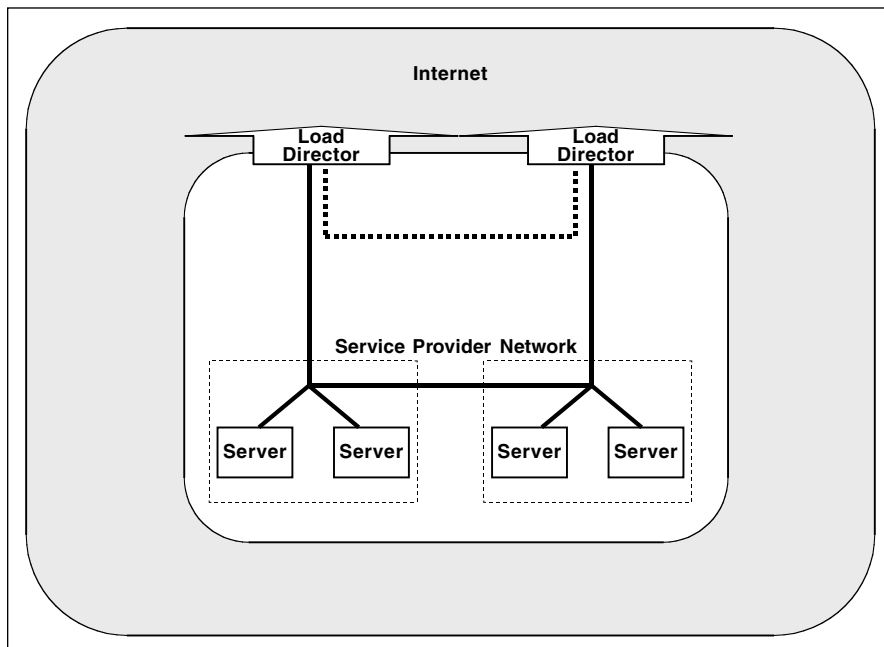 Internet
Load
Director
Load
Director
Service Provider Network
Server
Server
Server
Server